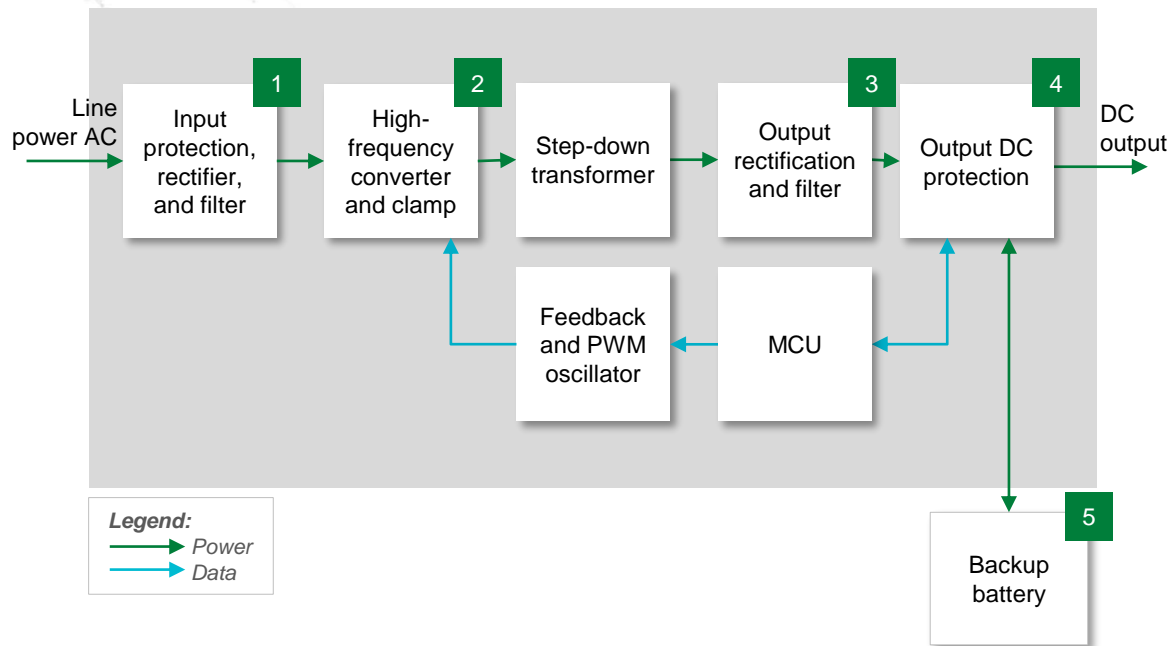 1
2
3
4
Line
power AC
Input
protection,
rectifier,
and filter
High-
frequency
converter
and clamp
Step-down
transformer
Output
rectification
and filter
Output DC
protection
DC
output
Feedback
and PWM
oscillator
MCU
Legend:
Power
Data
5
Backup
battery